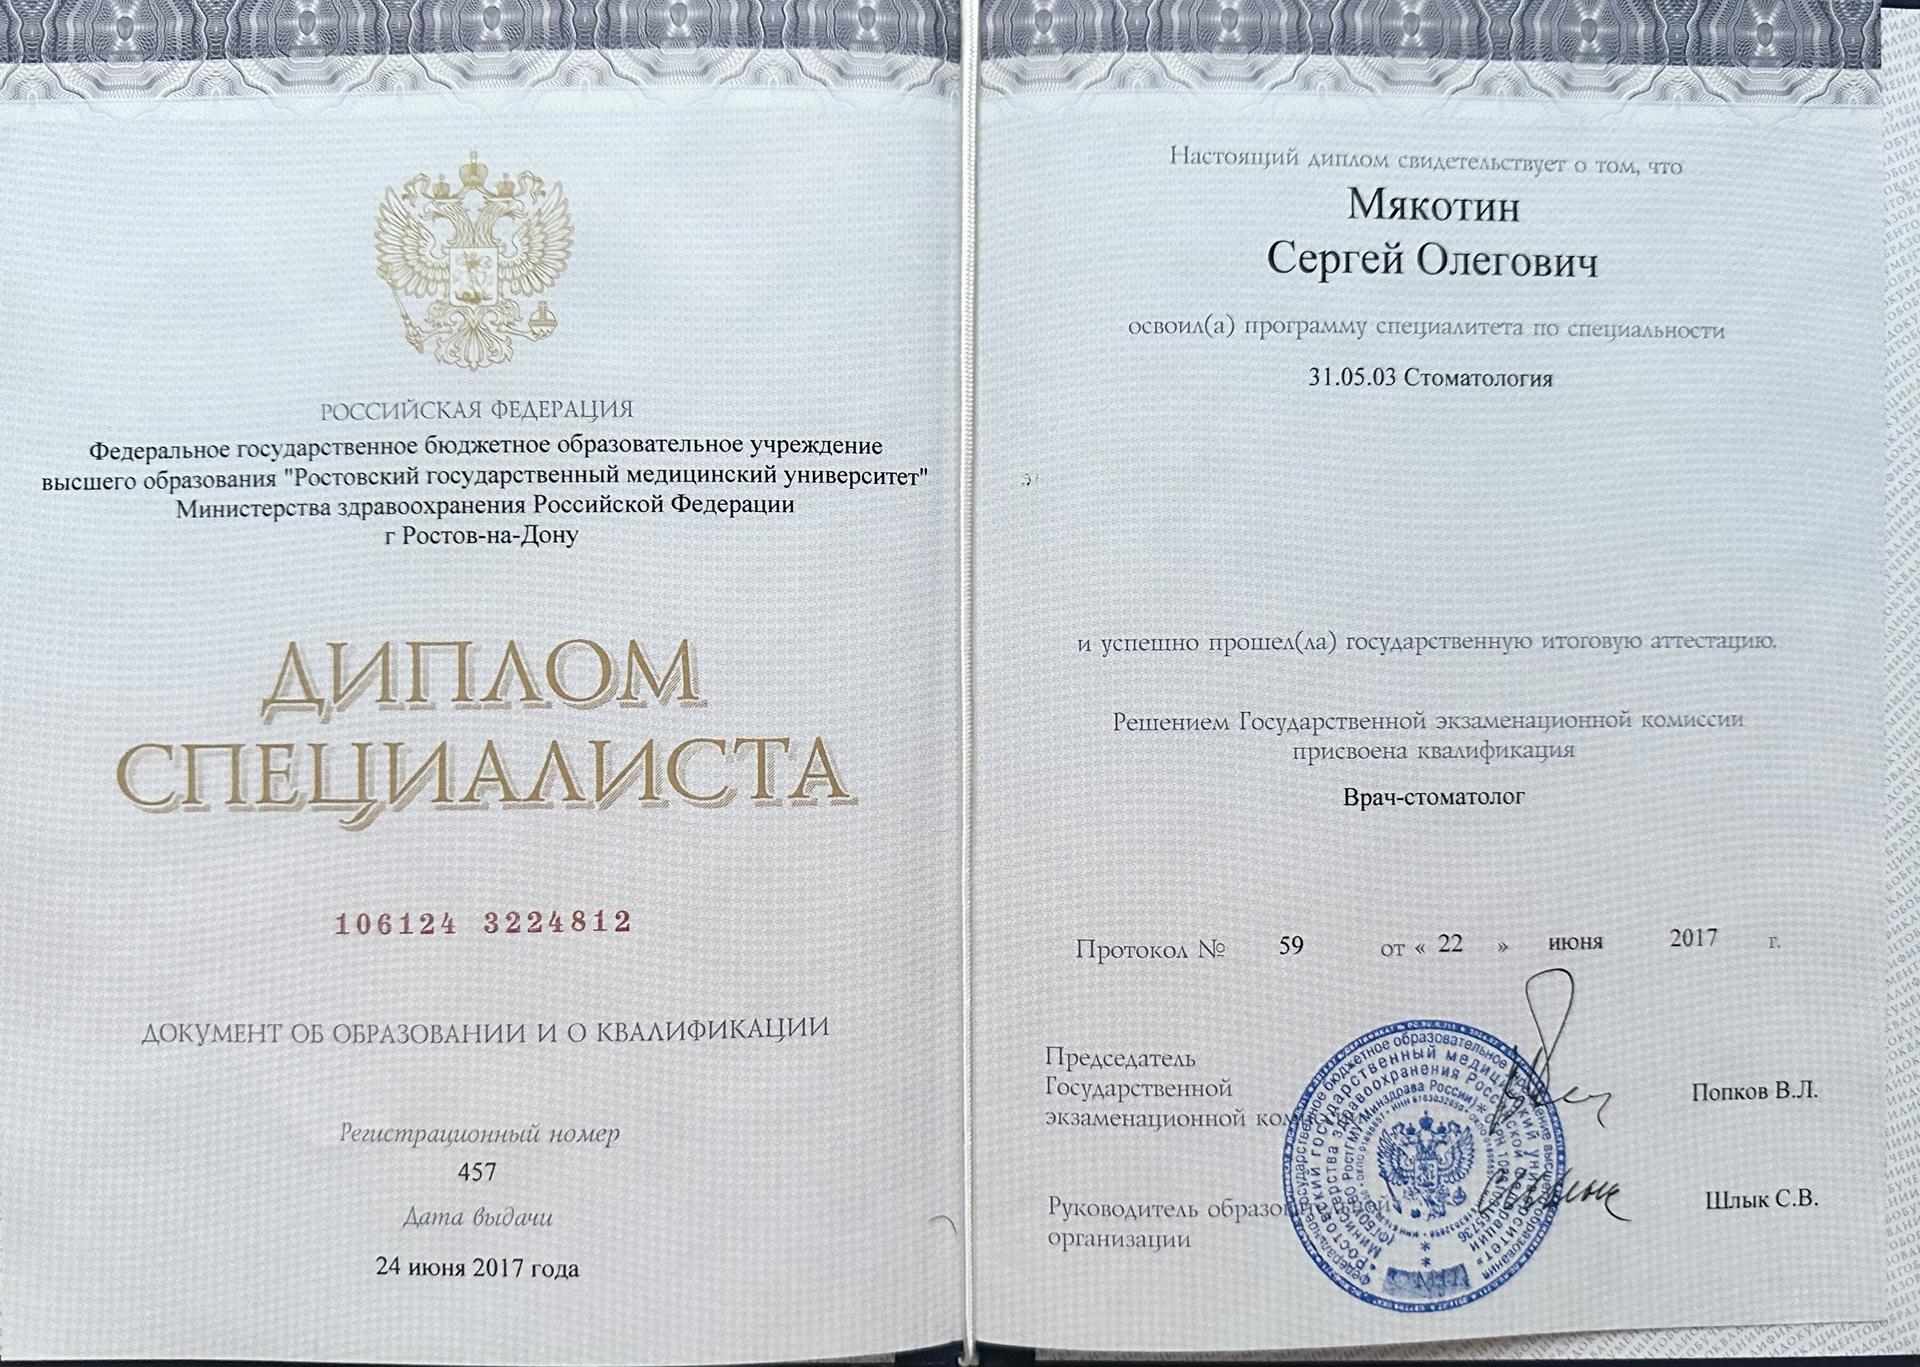 РОССИЙСКАЯ ФЕДЕРАЦИЯ
Федеральное государственное бюджетное образовательное учреждение
высшего образования "Ростовский государственный медицинский университет"
Министерства здравоохранения Российской Федерации
г Ростов-на-Дону
ДИПЛОМ
СПЕЦИАЛИСТА
106124 3224812
ДОКУМЕНТ ОБ ОБРАЗОВАНИИ И О КВАЛИФИКАЦИИ
Регистрационный номер
457
Дата выдачи
24 июня 2017 года
Настоящий диплом свидетельствует о том, что
Мякотин
Сергей Олегович
освоил(а) программу специалитета по специальности
31.05.03 Стоматология
и успешно прошел(ла) государственную итоговую аттестацию.
Решением Государственной экзаменационной комиссии
присвоена квалификация
Врач-стоматолог
Протокол № 59 от « 22 » июня 2017 г.
Председатель
Государственной
экзаменационной
Попков В.Л.
Руководитель образовательной
организации
Шлык С.В.